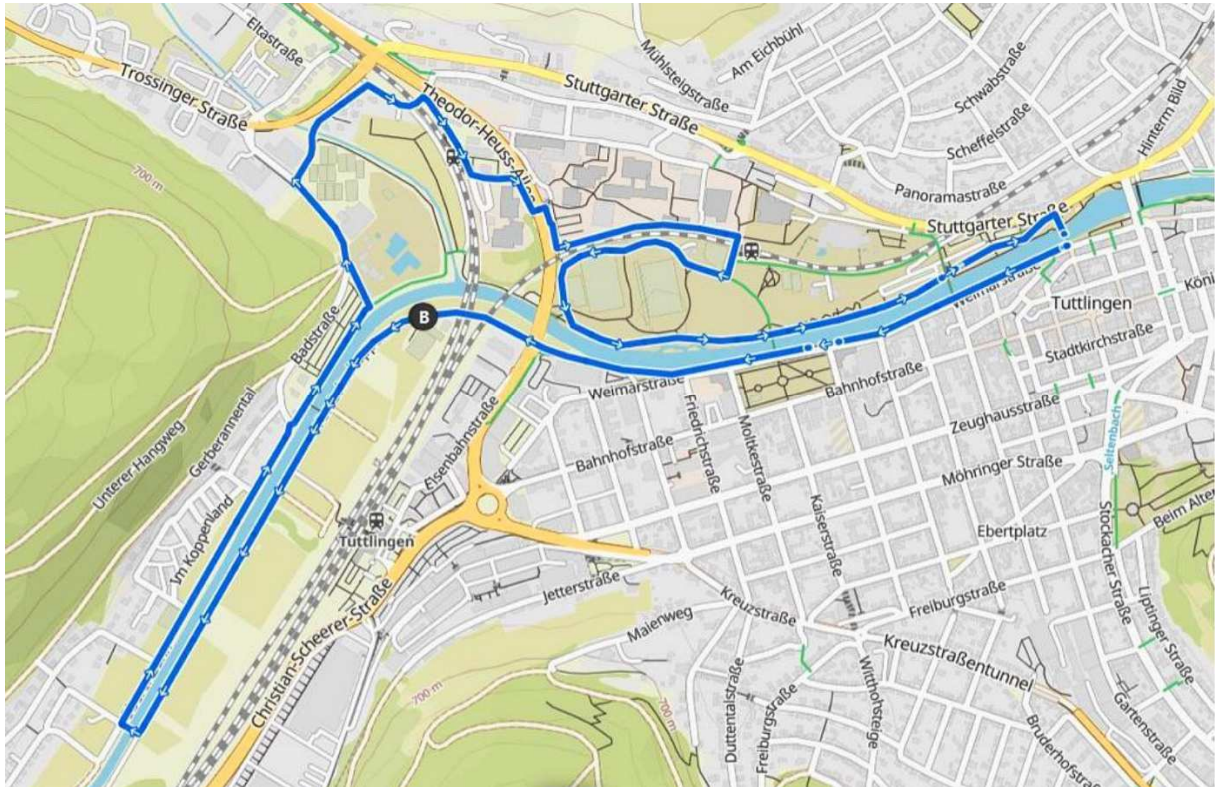 Eltastraße
Trossinger Straße
Theodor-Heuss-Allee
Stuttgarter Straße
Mühlsteigstraße
Am Eichbühl
Schwabstraße
Scheffelstraße
Panoramastraße
Hinterm Bild
Stuttgarter Straße
700 m
B
Badstraße
Weimarstraße
Tuttlingen
Köni
Stadtkirchstraße
Weimarstraße
Bahnhofstraße
Gerberannental
Unterer Hangweg
Friedrichstraße
Moltkestraße
Zeughausstraße
Seltenbach
Bahnhofstraße
Eisenbahnstraße
Möhringer Straße
Im Koppenland
Tuttlingen
Kaiserstraße
Ebertplatz
Stockacher Straße
Beim Alten
Jetterstraße
Christian-Scheerer-Straße
Kreuzstraße
Freiburgstraße
Maienweg
Liptinger Straße
Kreuzstraßentunnel
700 m
700 m
Duttentalstraße
Freiburgstraße
Witthohsteige
Bruderhofstraße
Gartenstraße